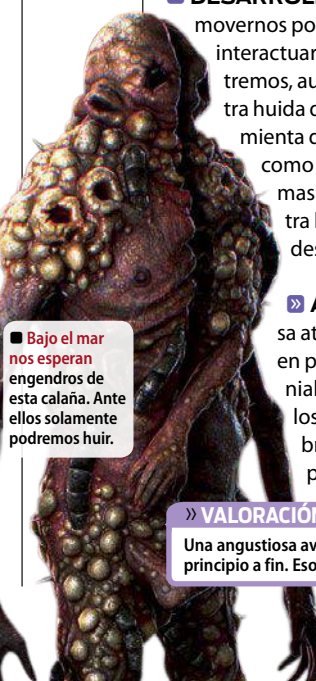 DESARROL
movernos po
interactuar
tremos, au
tra huida d
mienta d
como
mas
tra l
des
» A
sa at
en p
nial
los
br
p
■ Bajo el mar
nos esperan
engendros de
esta calaña. Ante
ellos solamente
podremos huir.
» VALORACIÓN
Una angustiosa av
principio a fin. Eso